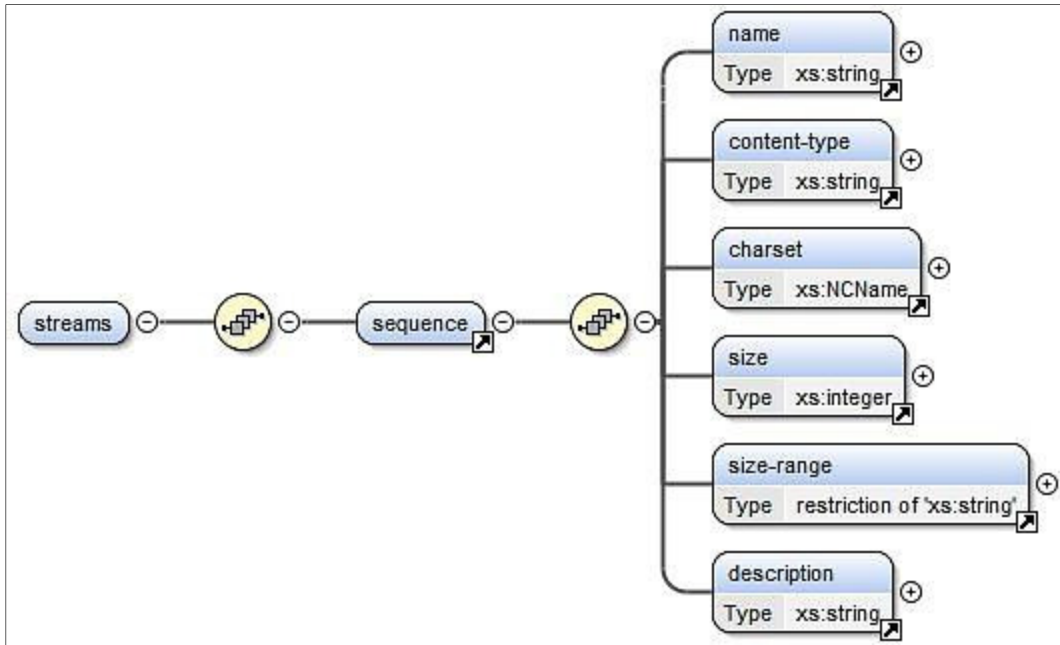 name
Type xs:string
content-type
Type xs:string
charset
Type xs:NCName
streams
sequence
size
Type xs:integer
size-range
Type restriction of 'xs:string'
description
Type xs:string